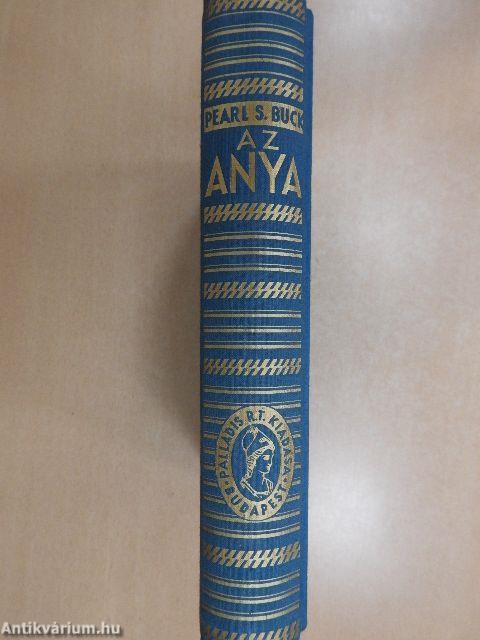 PEARL S. BUCK
AZ
ANYA
PALLADIS R.T. KIADÁSA
BUDAPEST
Antikvárium.hu